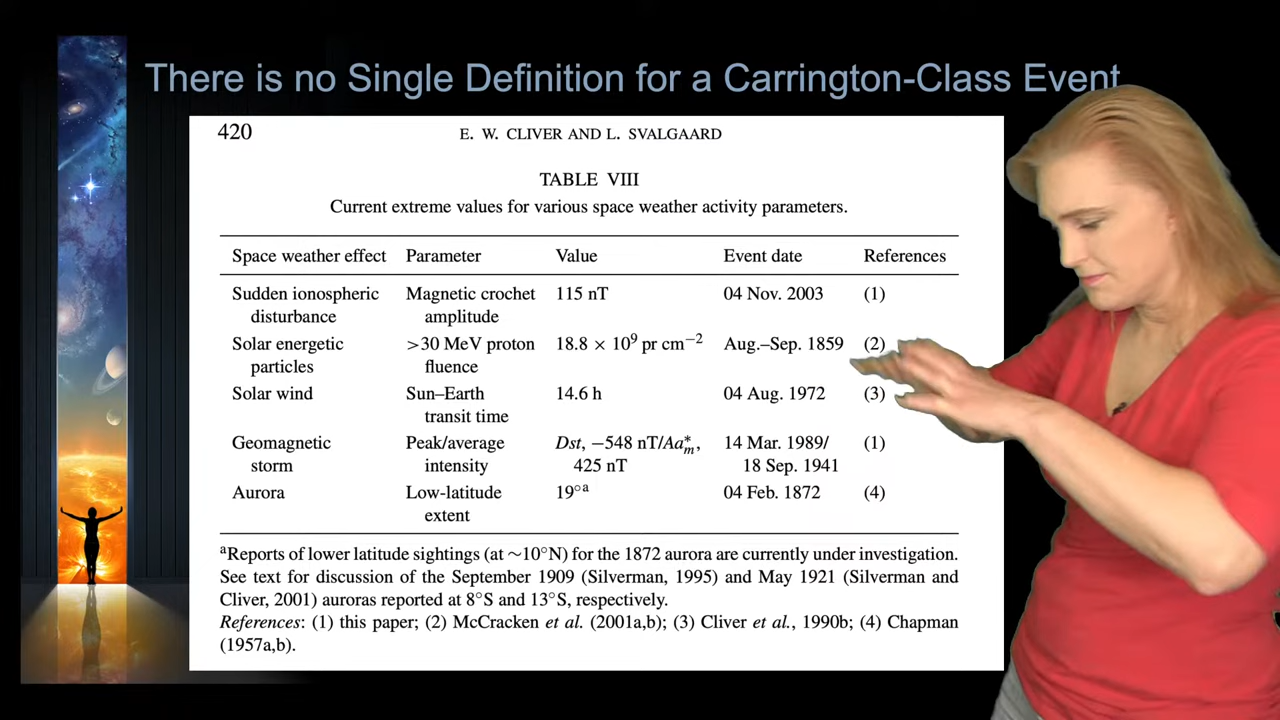 There is no Single Definition for a Carrington-Class Event
420 E. W. CLIVER AND L. SVALGAARD
TABLE VIII
Current extreme values for various space weather activity parameters.
Space weather effect Parameter Value Event date References
Sudden ionospheric Magnetic crochet 115 nT 04 Nov. 2003 (1)
disturbance amplitude
Solar energetic >30 MeV proton 18.8 × 10⁹ pr cm⁻² Aug.–Sep. 1859 (2)
particles fluence
Solar wind Sun–Earth 14.6 h 04 Aug. 1972 (3)
transit time
Geomagnetic Peak/average Dst, −548 nT/Aa*m, 14 Mar. 1989/ (1)
storm intensity 425 nT 18 Sep. 1941
Aurora Low-latitude 19°ᵃ 04 Feb. 1872 (4)
extent
ᵃReports of lower latitude sightings (at ∼10°N) for the 1872 aurora are currently under investigation.
See text for discussion of the September 1909 (Silverman, 1995) and May 1921 (Silverman and
Cliver, 2001) auroras reported at 8°S and 13°S, respectively.
References: (1) this paper; (2) McCracken et al. (2001a,b); (3) Cliver et al., 1990b; (4) Chapman
(1957a,b).